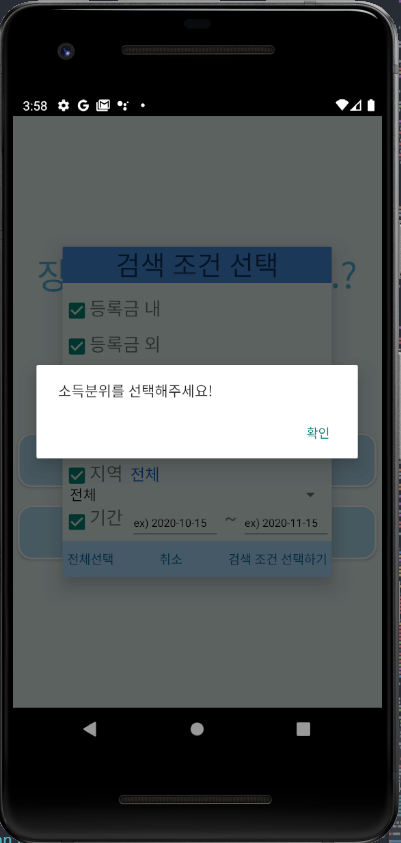 3:58
장 ..?
검색 조건 선택
등록금 내
등록금 외
소득분위를 선택해주세요!
확인
지역 전체
전체
기간 ex) 2020-10-15 ~ ex) 2020-11-15
전체선택 취소 검색 조건 선택하기